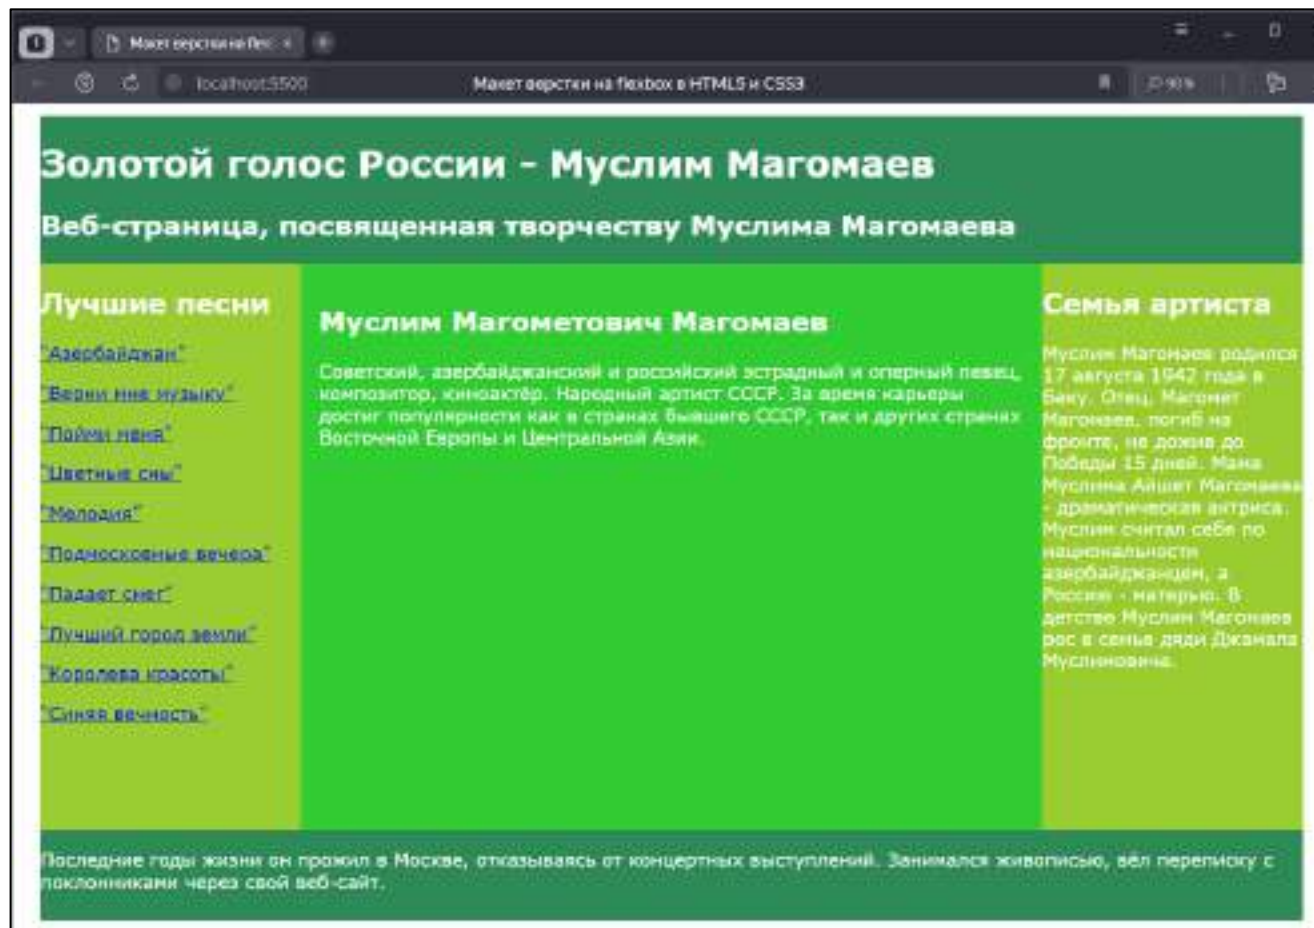 Макет верстки на flex
localhost:5500
Макет верстки на flexbox в HTML5 и CSS3
90%
Золотой голос России - Муслим Магомаев
Веб-страница, посвященная творчеству Муслима Магомаева
Лучшие песни
"Азербайджан"
"Верни мне музыку"
"Пойми меня"
"Цветные сны"
"Мелодия"
"Подмосковные вечера"
"Падает снег"
"Лучший город земли"
"Королева красоты"
"Синяя вечность"
Муслим Магометович Магомаев
Советский, азербайджанский и российский эстрадный и оперный певец,
композитор, киноактёр. Народный артист СССР. За время карьеры
достиг популярности как в странах бывшего СССР, так и других странах
Восточной Европы и Центральной Азии.
Семья артиста
Муслим Магомаев родился
17 августа 1942 года в
Баку. Отец, Магомет
Магомаев, погиб на
фронте, не дожив до
Победы 15 дней. Мама
Муслима Айшет Магомаева
- драматическая актриса.
Муслим считал себя по
национальности
азербайджанцем, а
Россию - матерью. В
детстве Муслим Магомаев
рос в семье дяди Джамала
Муслимовича.
Последние годы жизни он прожил в Москве, отказываясь от концертных выступлений. Занимался живописью, вёл переписку с
поклонниками через свой веб-сайт.